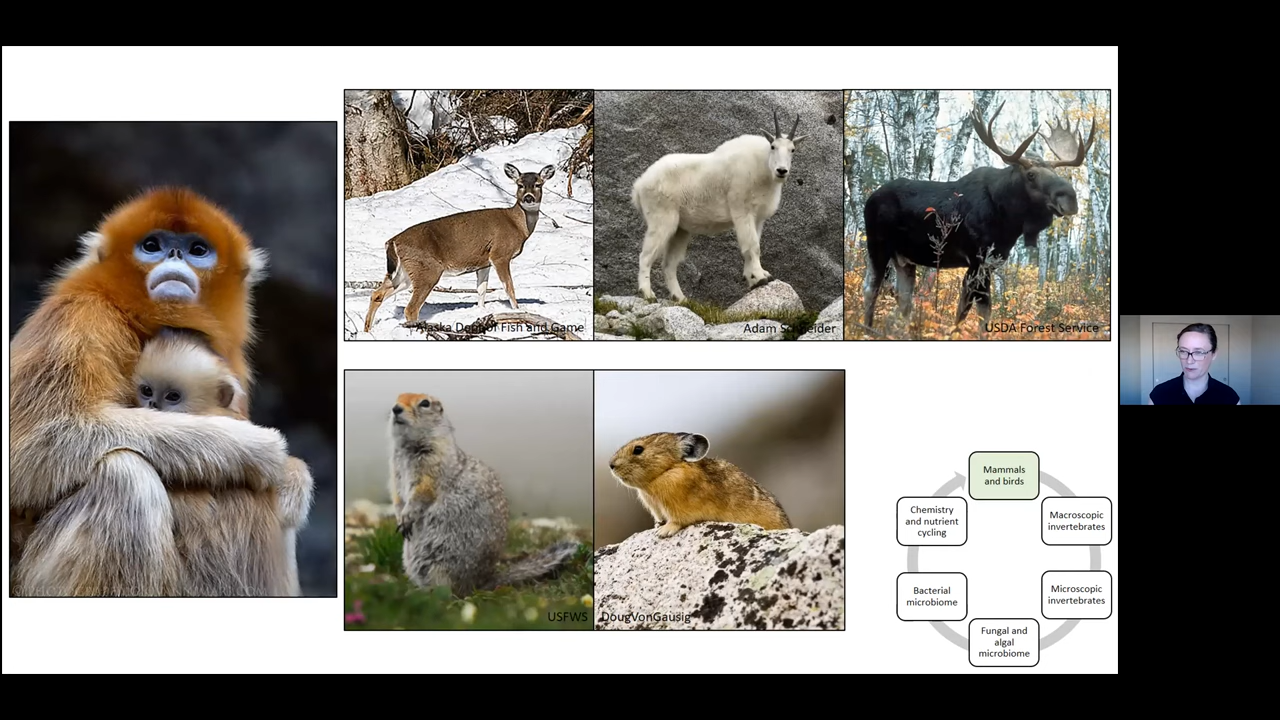 Alaska Dept of Fish and Game
Adam Schneider
USDA Forest Service
USFWS
DougVonGausig
Mammals
and birds
Macroscopic
invertebrates
Microscopic
invertebrates
Fungal and
algal
microbiome
Bacterial
microbiome
Chemistry
and nutrient
cycling